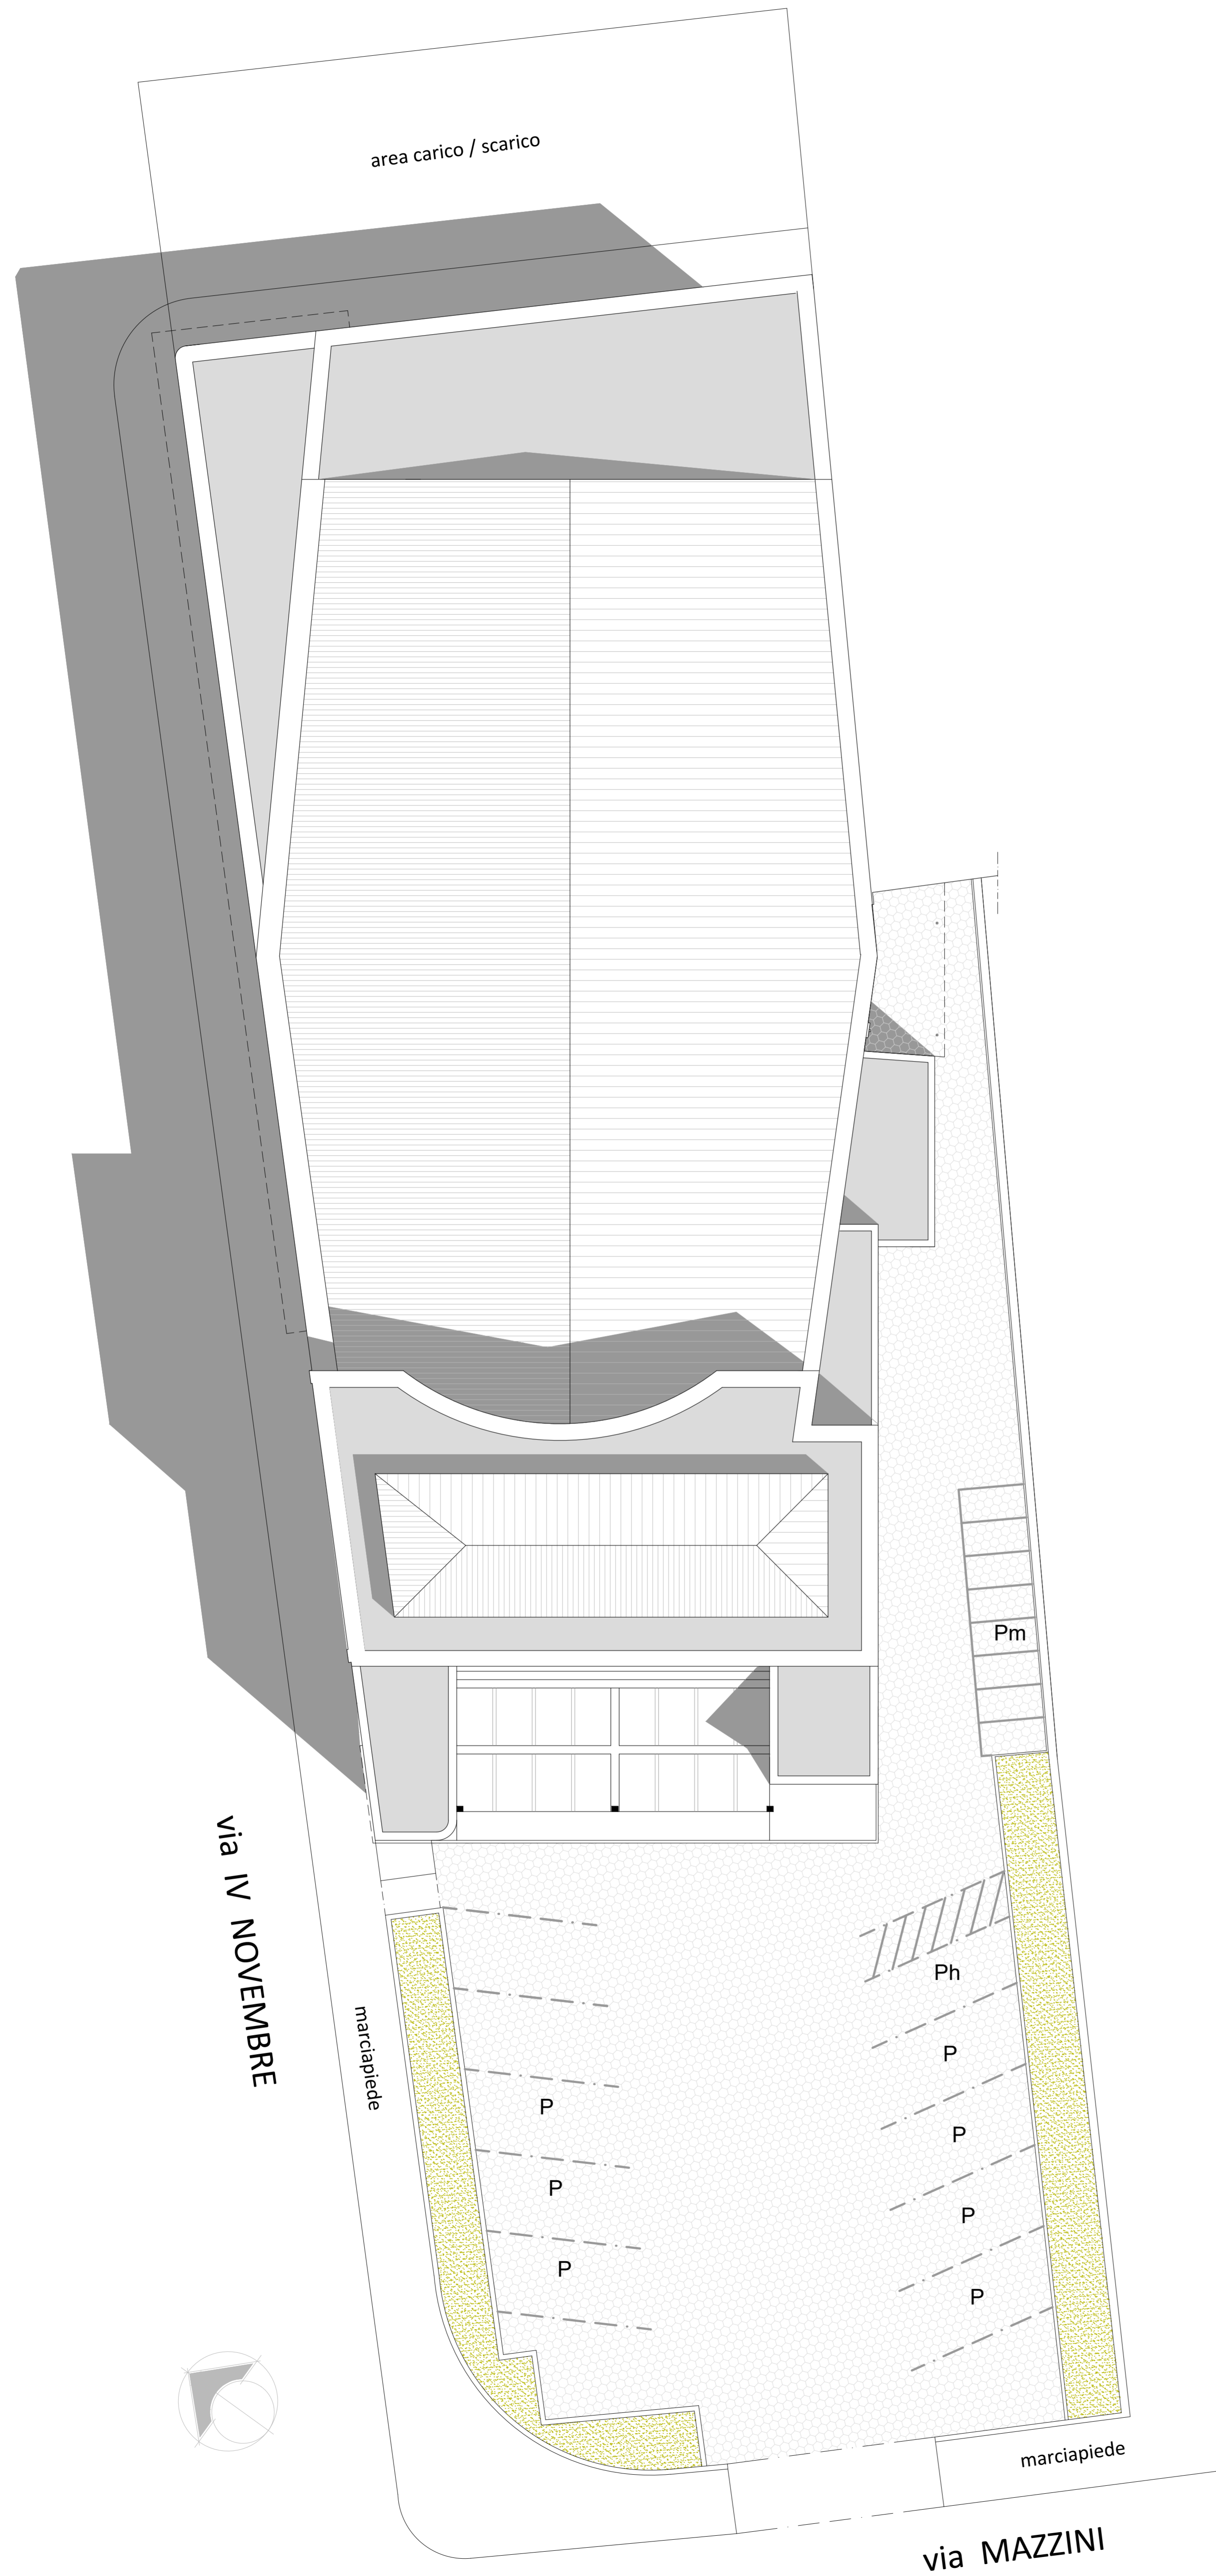 area carico / scarico
Pm
via IV NOVEMBRE
marciapiede
Ph
P
P
P
P
P
P
P
marciapiede
via MAZZINI